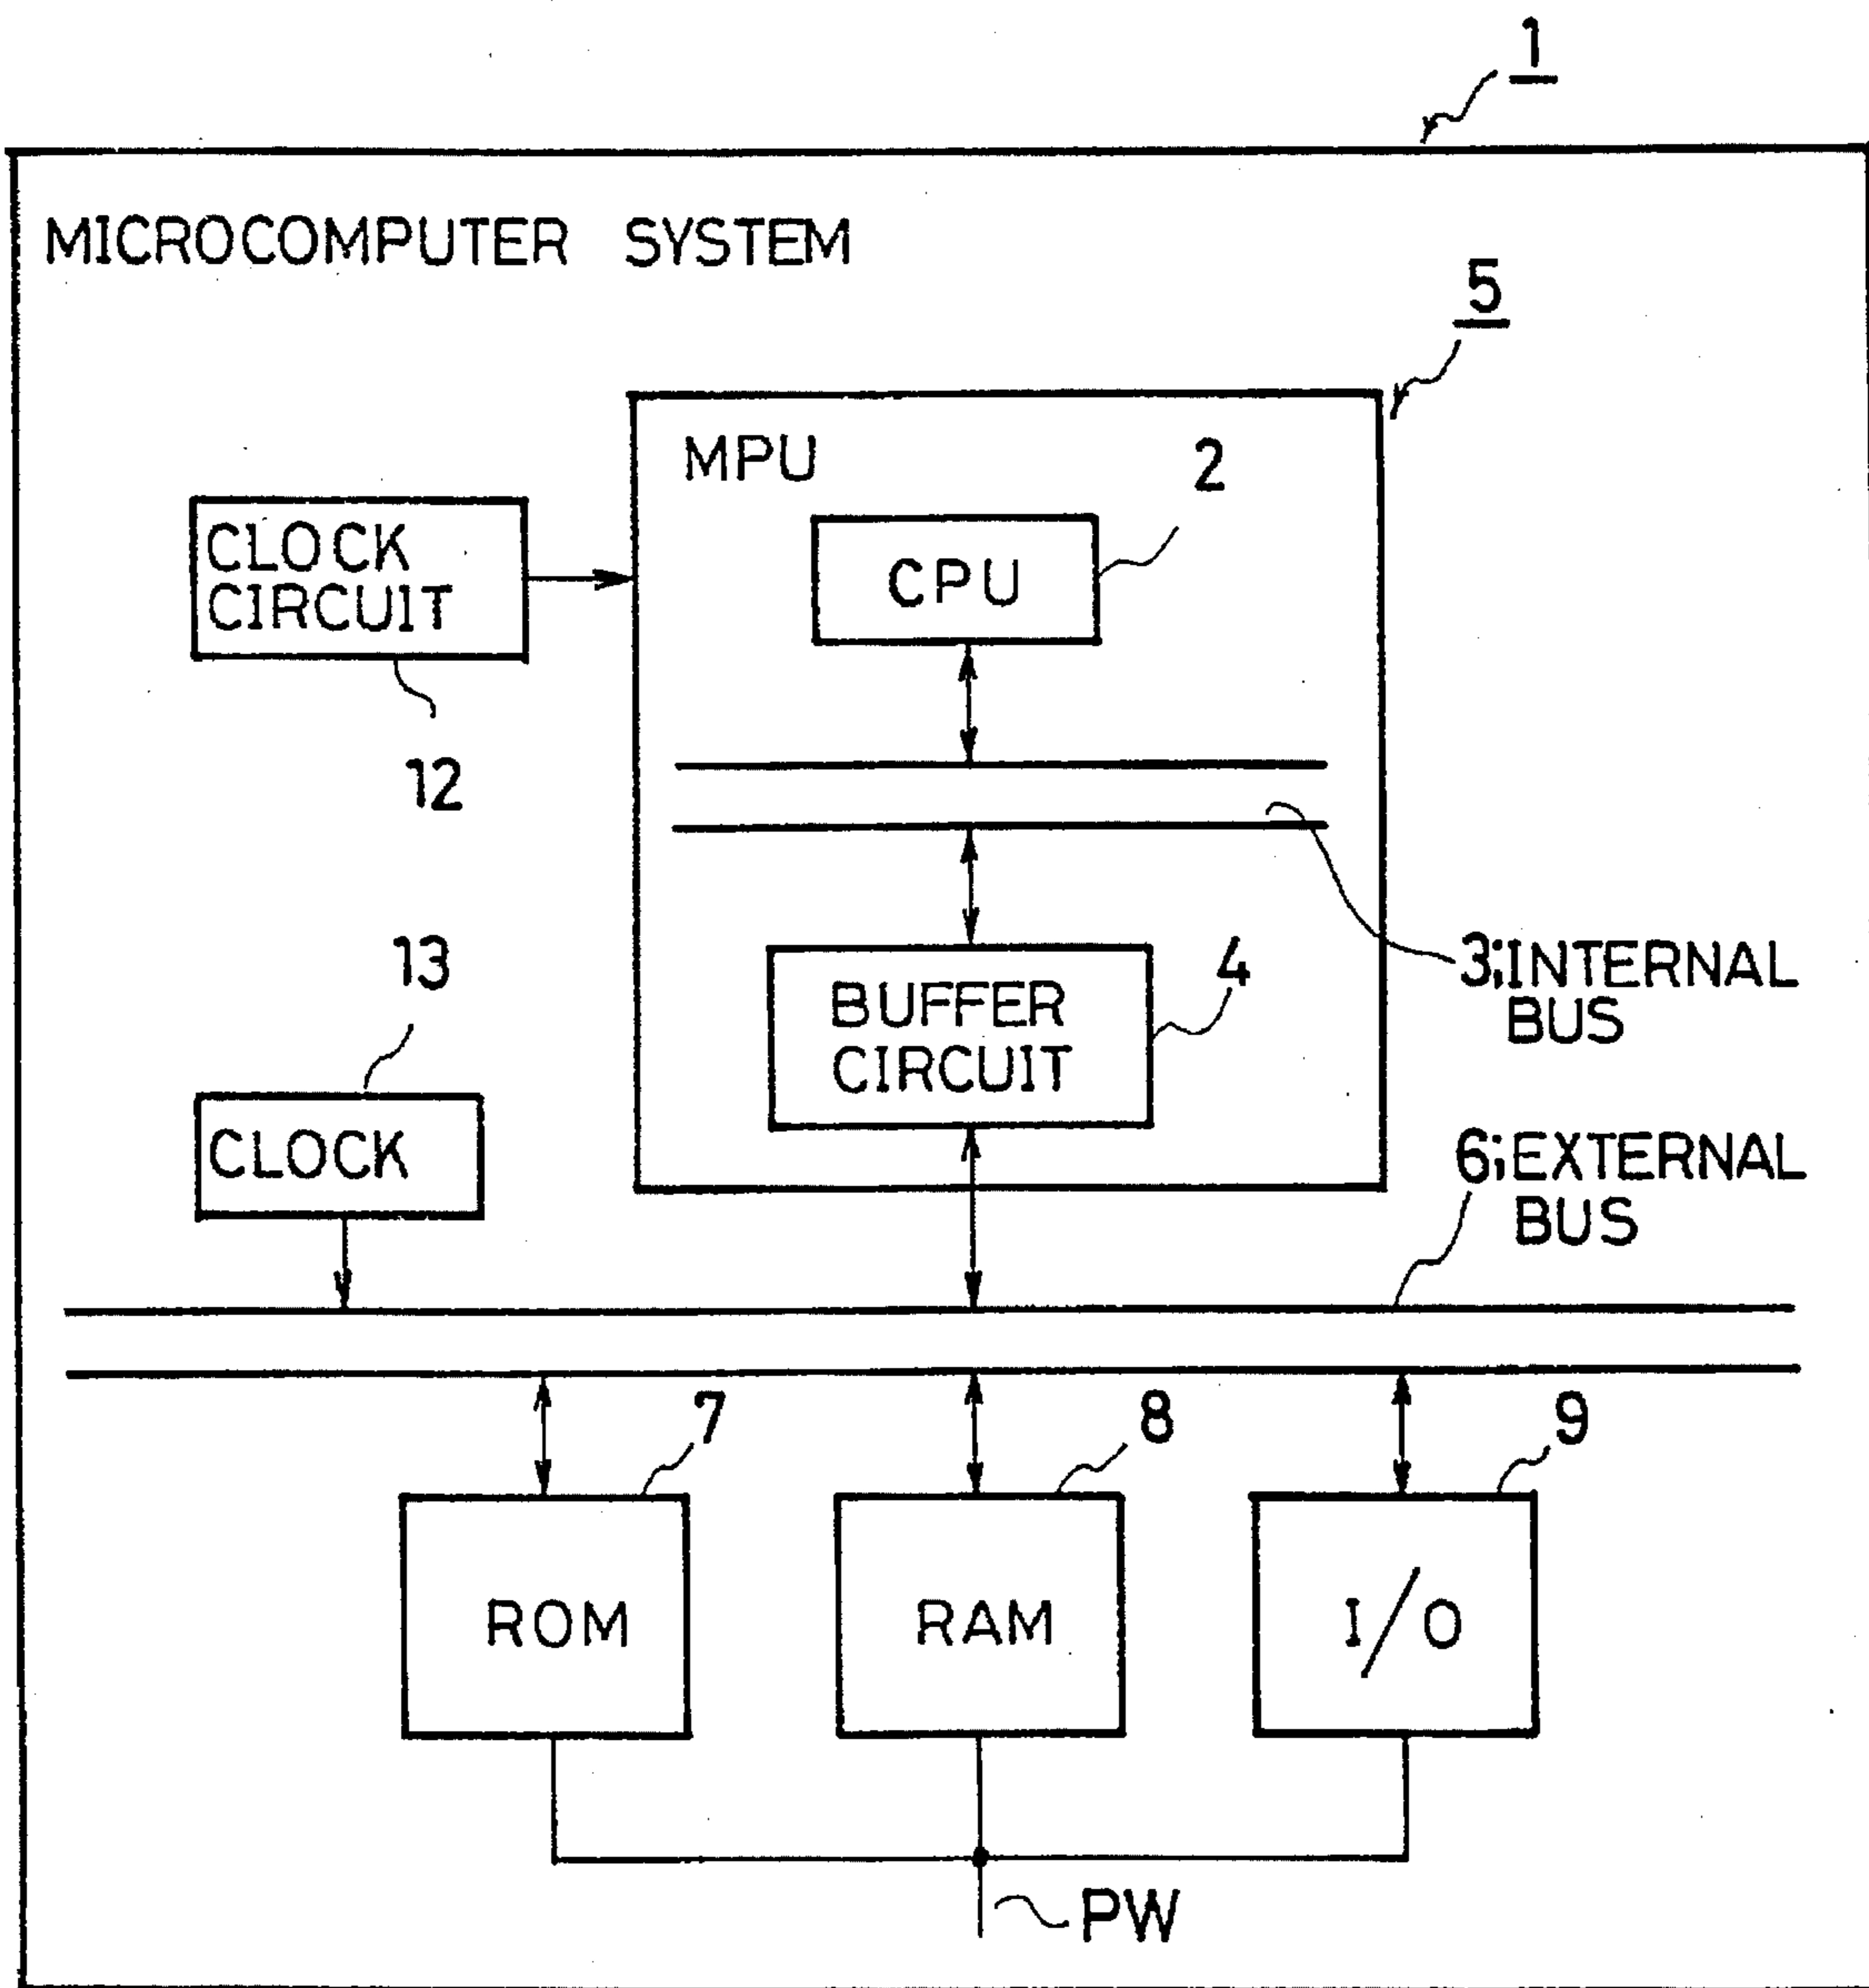 1
MICROCOMPUTER SYSTEM
5
MPU
2
CLOCK
CIRCUIT
CPU
12
13
4
3;INTERNAL
BUS
BUFFER
CIRCUIT
CLOCK
6;EXTERNAL
BUS
7
8
9
ROM
RAM
I/O
PW